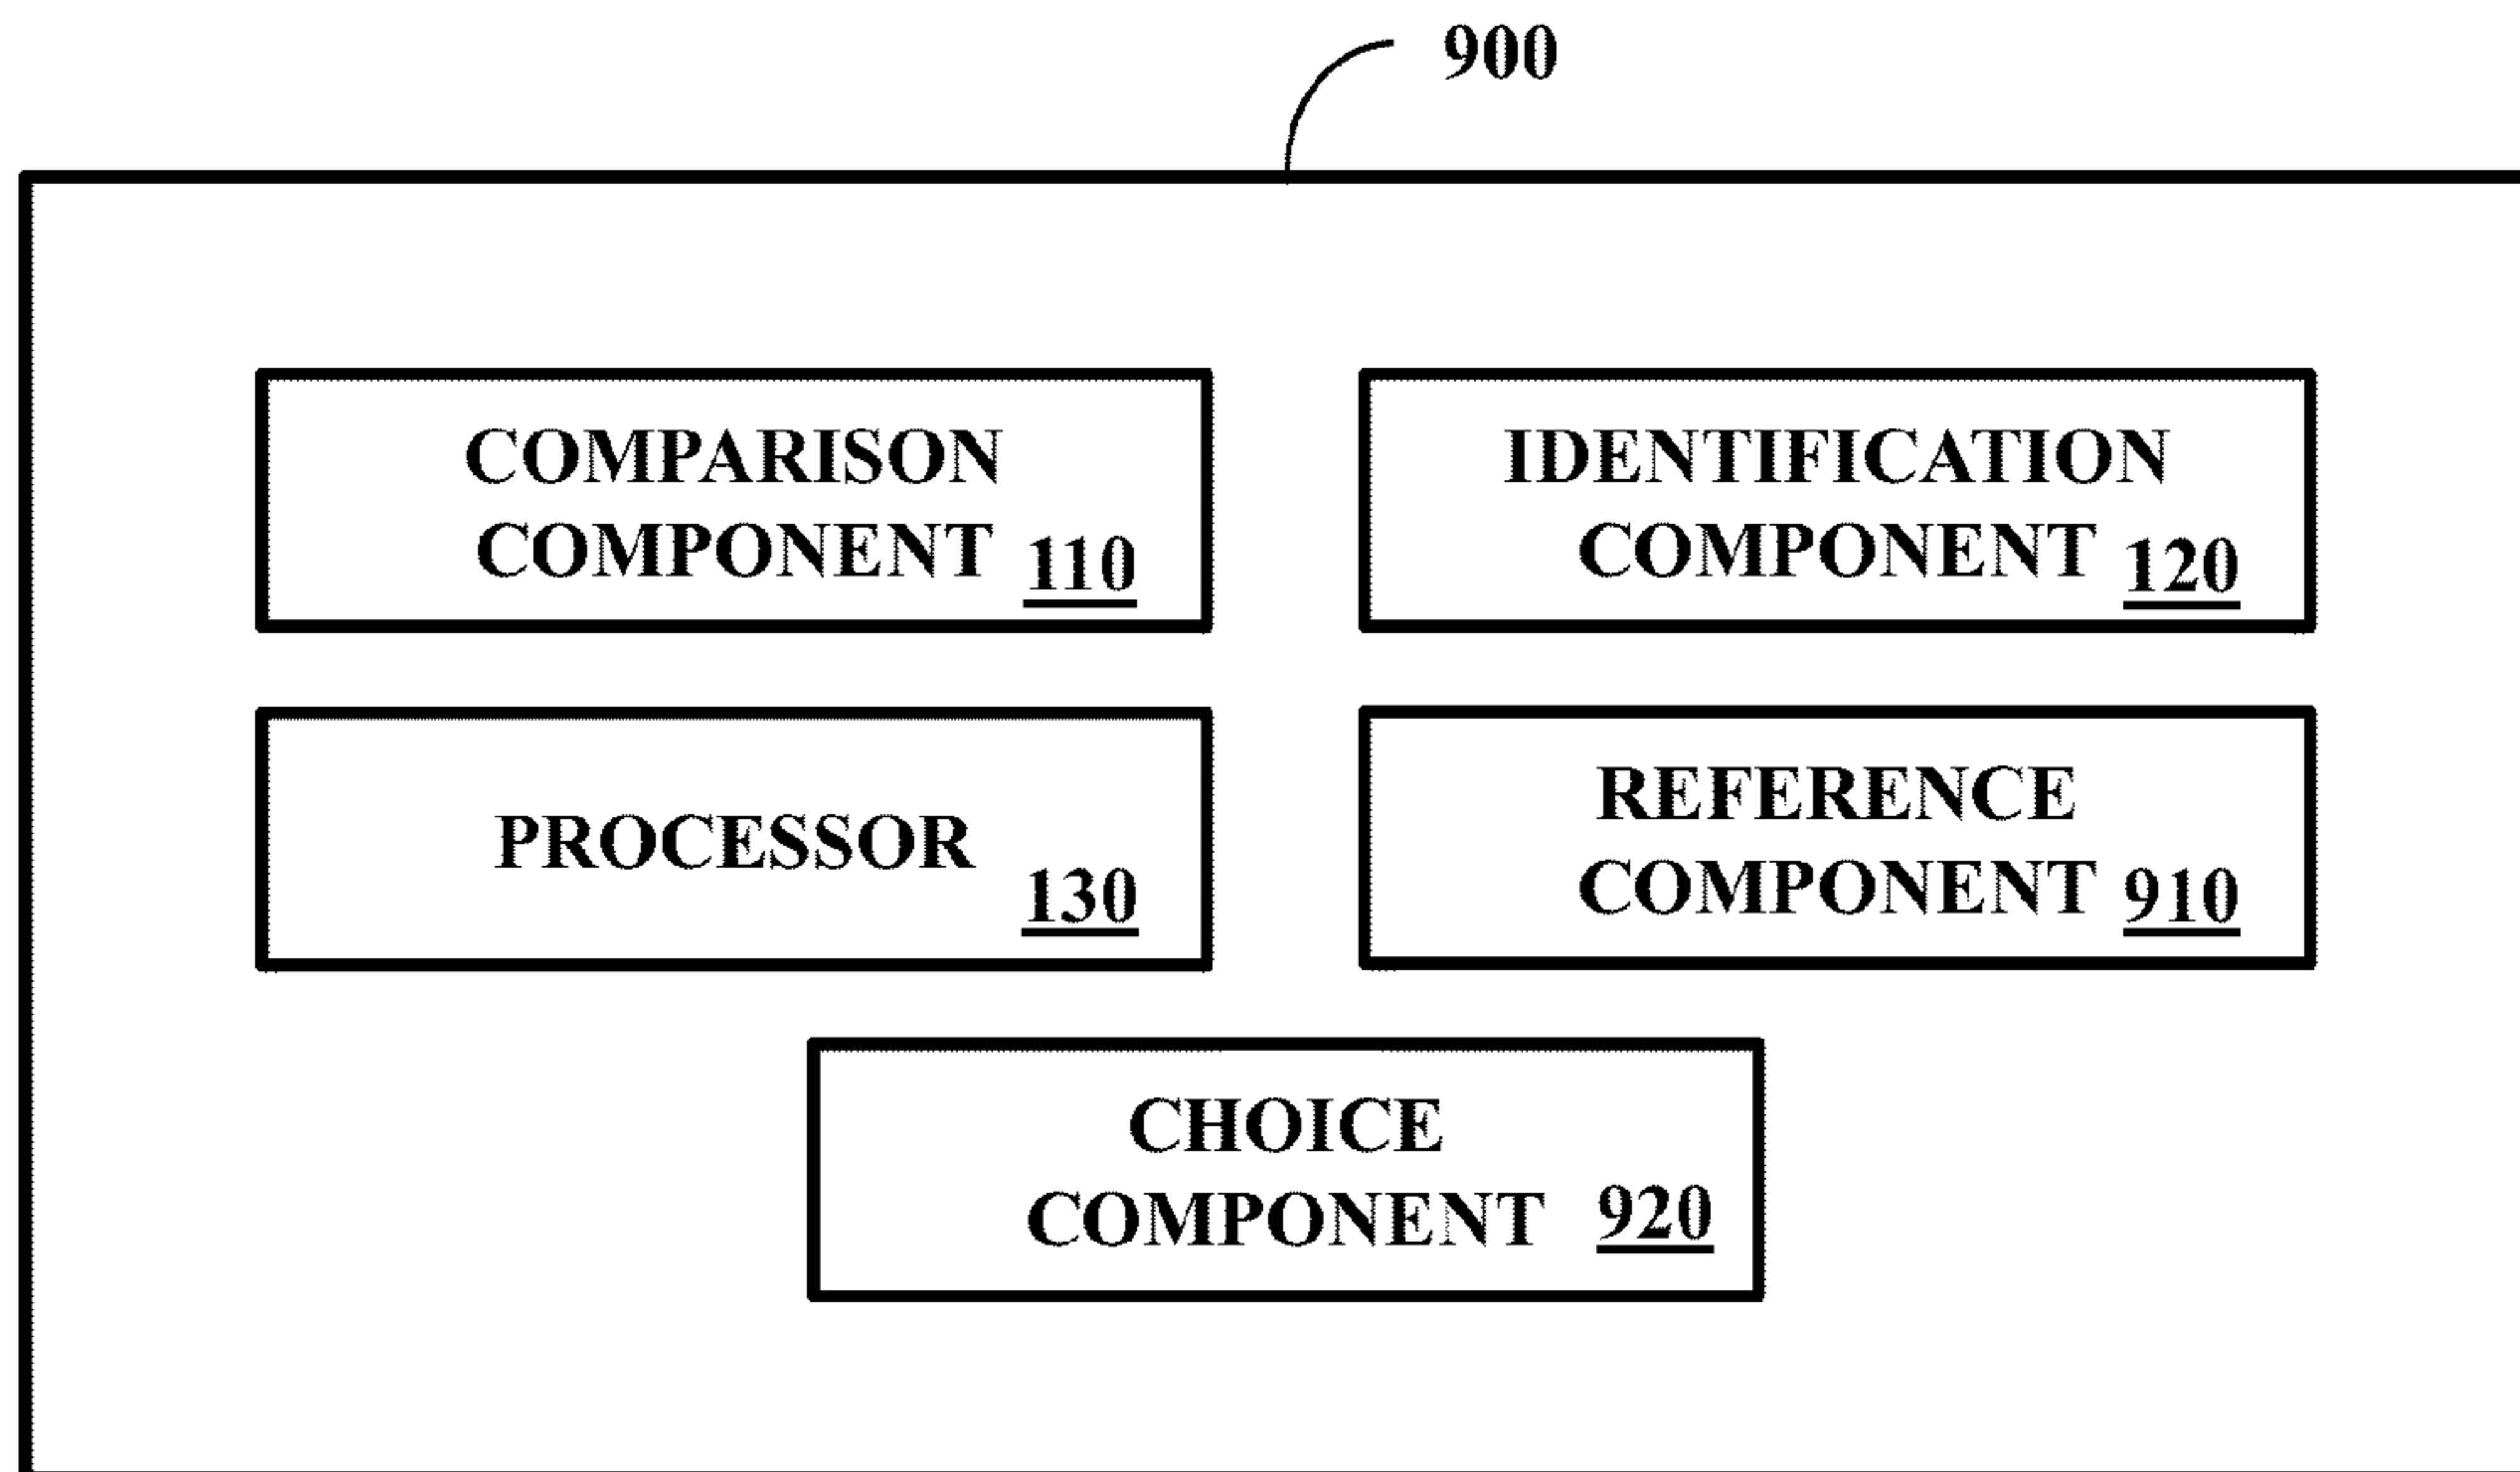 900
COMPARISON
COMPONENT 110
IDENTIFICATION
COMPONENT 120
PROCESSOR
130
REFERENCE
COMPONENT 910
CHOICE
COMPONENT 920